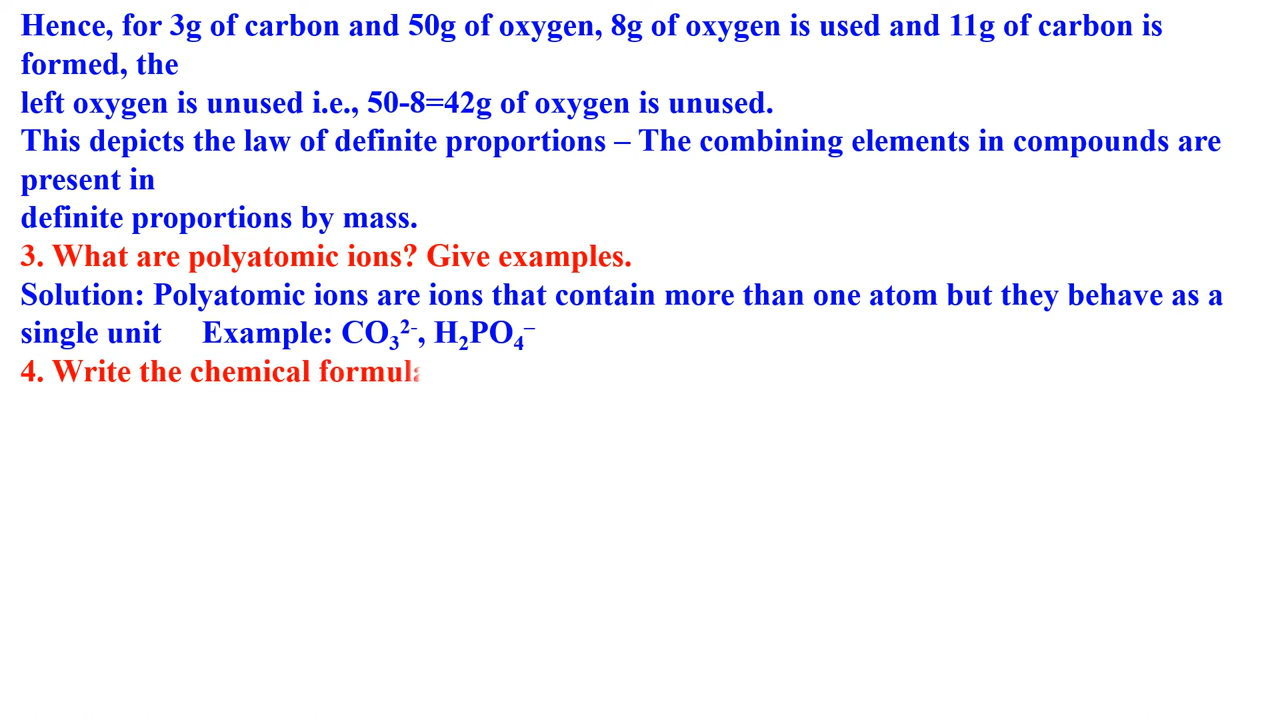 Hence, for 3g of carbon and 50g of oxygen, 8g of oxygen is used and 11g of carbon is
formed, the
left oxygen is unused i.e., 50-8=42g of oxygen is unused.
This depicts the law of definite proportions – The combining elements in compounds are
present in
definite proportions by mass.
3. What are polyatomic ions? Give examples.
Solution: Polyatomic ions are ions that contain more than one atom but they behave as a
single unit Example: CO₃²⁻, H₂PO₄⁻
4. Write the chemical formula